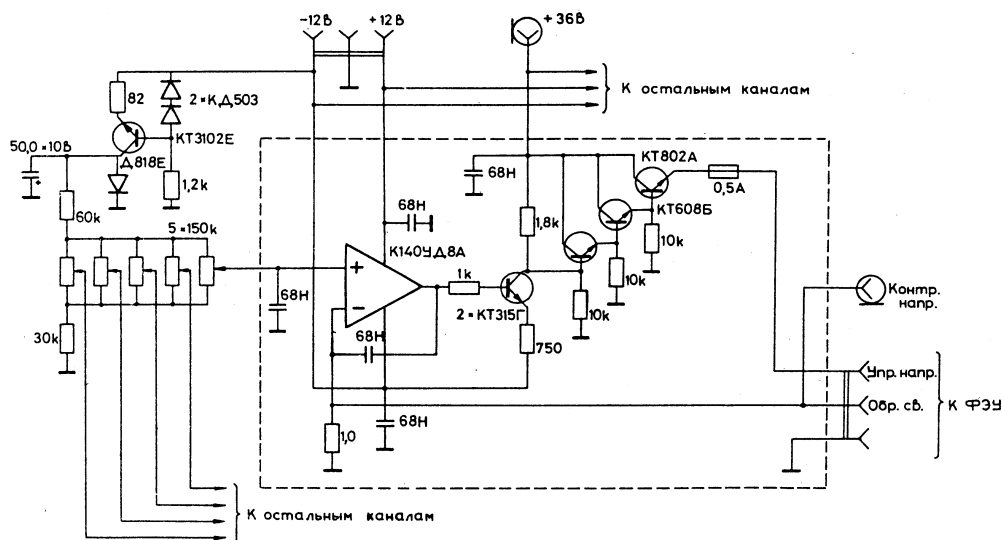 -12В +12В +36В
К остальным каналам
82
2×КД503
КТ3102Е
50,0×10В
Д818Е
1,2k
60k
5×150k
30k
68Н
68Н
68Н
К140УД8А
1k
2×КТ315Г
750
68Н
68Н
1,0
1,8k
КТ802А
0,5А
КТ608Б
10k
10k
10k
Контр.
напр.
Упр. напр.
Обр. св.
К ФЭУ
К остальным каналам
+
−
+